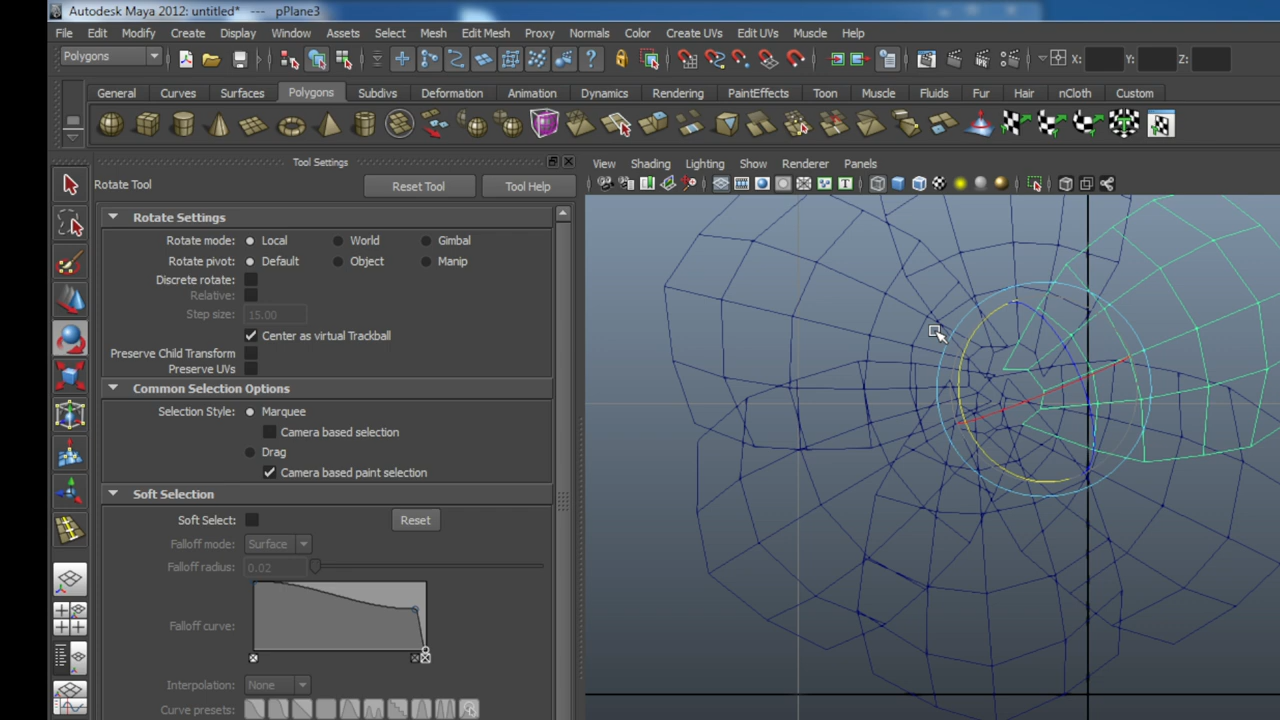 Autodesk Maya 2012: untitled* --- pPlane3
File Edit Modify Create Display Window Assets Select Mesh Edit Mesh Proxy Normals Color Create UVs Edit UVs Muscle Help
Polygons X: Y: Z:
General Curves Surfaces Polygons Subdivs Deformation Animation Dynamics Rendering PaintEffects Toon Muscle Fluids Fur Hair nCloth Custom
Tool Settings
Rotate Tool Reset Tool Tool Help
View Shading Lighting Show Renderer Panels
Rotate Settings
Rotate mode: Local World Gimbal
Rotate pivot: Default Object Manip
Discrete rotate:
Relative:
Step size: 15.00
Center as virtual Trackball
Preserve Child Transform
Preserve UVs
Common Selection Options
Selection Style: Marquee
Camera based selection
Drag
Camera based paint selection
Soft Selection
Soft Select: Reset
Falloff mode: Surface
Falloff radius: 0.02
Falloff curve:
Interpolation: None
Curve presets: